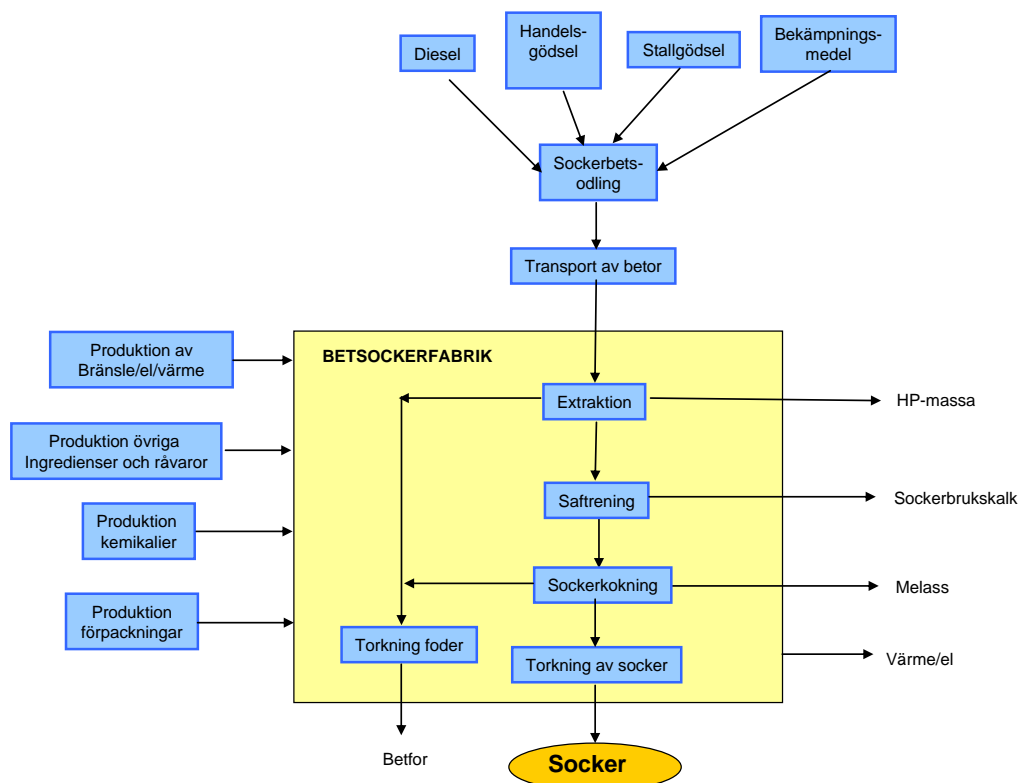 Diesel
Handels-
gödsel
Stallgödsel
Bekämpnings-
medel
Sockerbets-
odling
Transport av betor
Produktion av
Bränsle/el/värme
BETSOCKERFABRIK
Extraktion
HP-massa
Produktion övriga
Ingredienser och råvaror
Saftrening
Sockerbrukskalk
Produktion
kemikalier
Sockerkokning
Melass
Produktion
förpackningar
Torkning foder
Torkning av socker
Värme/el
Betfor
Socker